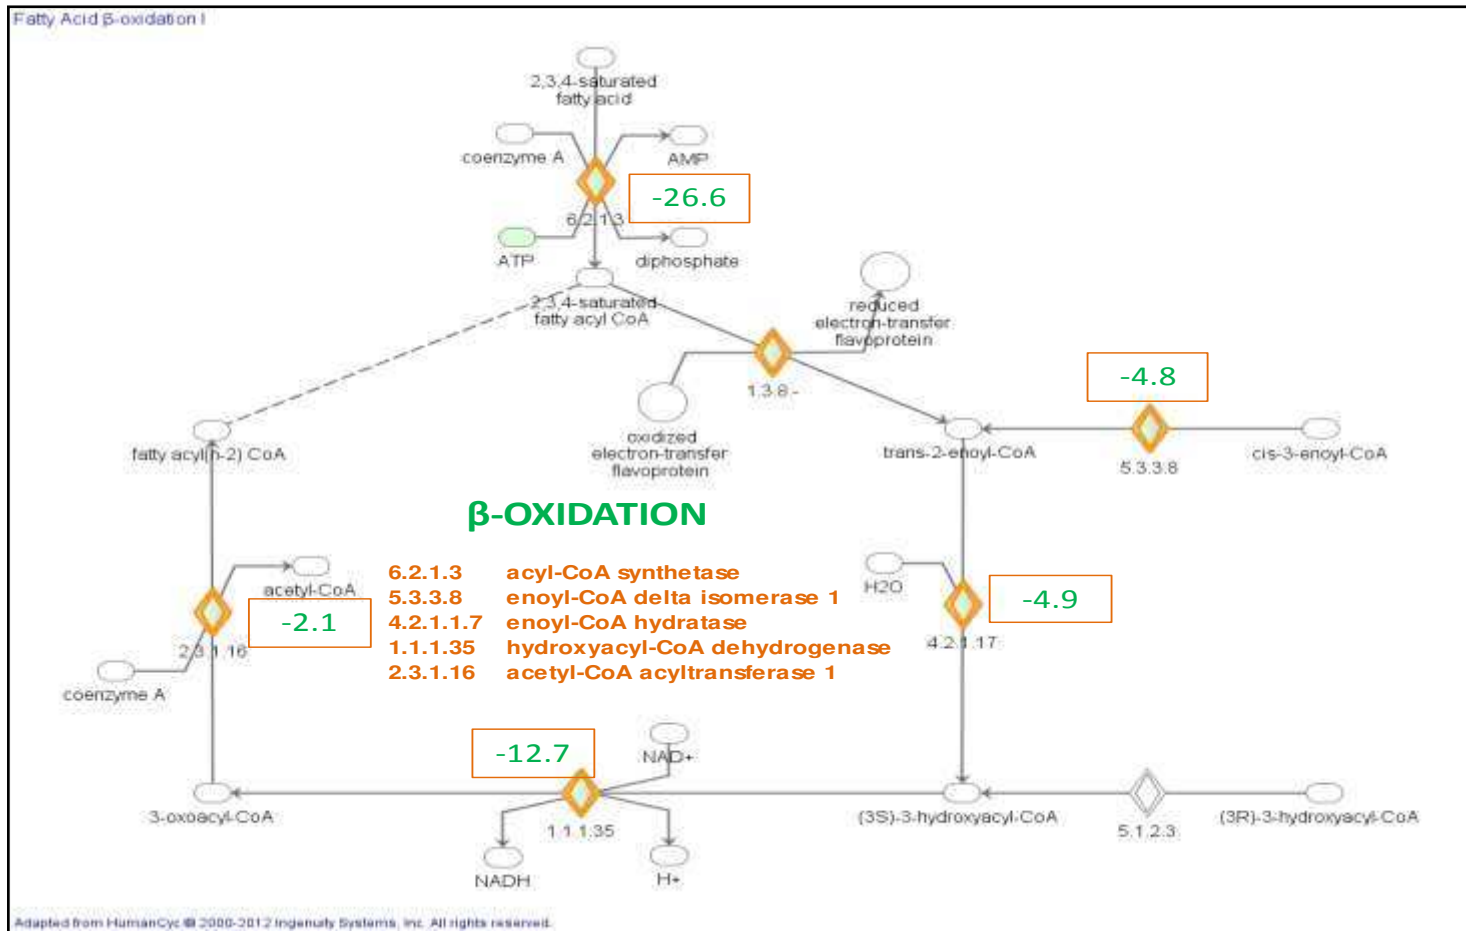 Fatty Acid β-oxidation I
2,3,4-saturated
fatty acid
coenzyme A
AMP
-26.6
6.2.1.3
ATP
diphosphate
2,3,4-saturated
fatty acyl CoA
reduced
electron-transfer
flavoprotein
1.3.8.-
-4.8
oxidized
electron-transfer
flavoprotein
fatty acyl(n-2) CoA
trans-2-enoyl-CoA
5.3.3.8
cis-3-enoyl-CoA
β-OXIDATION
6.2.1.3 acyl-CoA synthetase
5.3.3.8 enoyl-CoA delta isomerase 1
4.2.1.1.7 enoyl-CoA hydratase
1.1.1.35 hydroxyacyl-CoA dehydrogenase
2.3.1.16 acetyl-CoA acyltransferase 1
acetyl-CoA
-2.1
2.3.1.16
coenzyme A
H2O
-4.9
4.2.1.17
-12.7
NAD+
3-oxoacyl-CoA
1.1.1.35
(3S)-3-hydroxyacyl-CoA
5.1.2.3
(3R)-3-hydroxyacyl-CoA
NADH
H+
Adapted from HumanCyc © 2000-2012 Ingenuity Systems, Inc. All rights reserved.